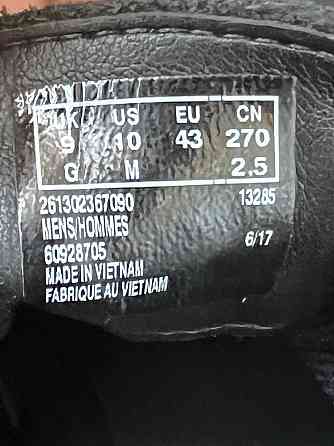 UK US EU CN
9 10 43 270
G M 2,5
261302367090 13285
MENS/HOMMES
60928705 6/17
MADE IN VIETNAM
FABRIQUE AU VIETNAM